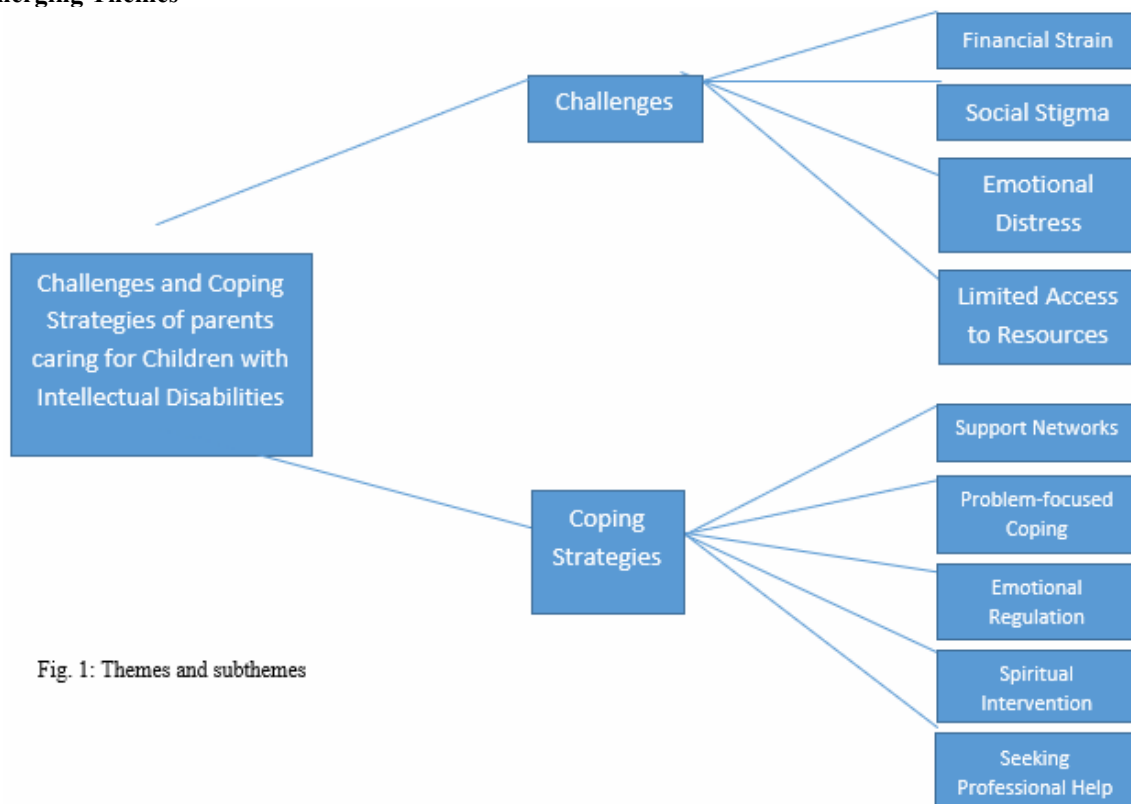 merging Themes
Financial Strain
Challenges
Social Stigma
Emotional
Distress
Challenges and Coping
Strategies of parents
caring for Children with
Intellectual Disabilities
Limited Access
to Resources
Support Networks
Problem-focused
Coping
Coping
Strategies
Emotional
Regulation
Fig. 1: Themes and subthemes
Spiritual
Intervention
Seeking
Professional Help